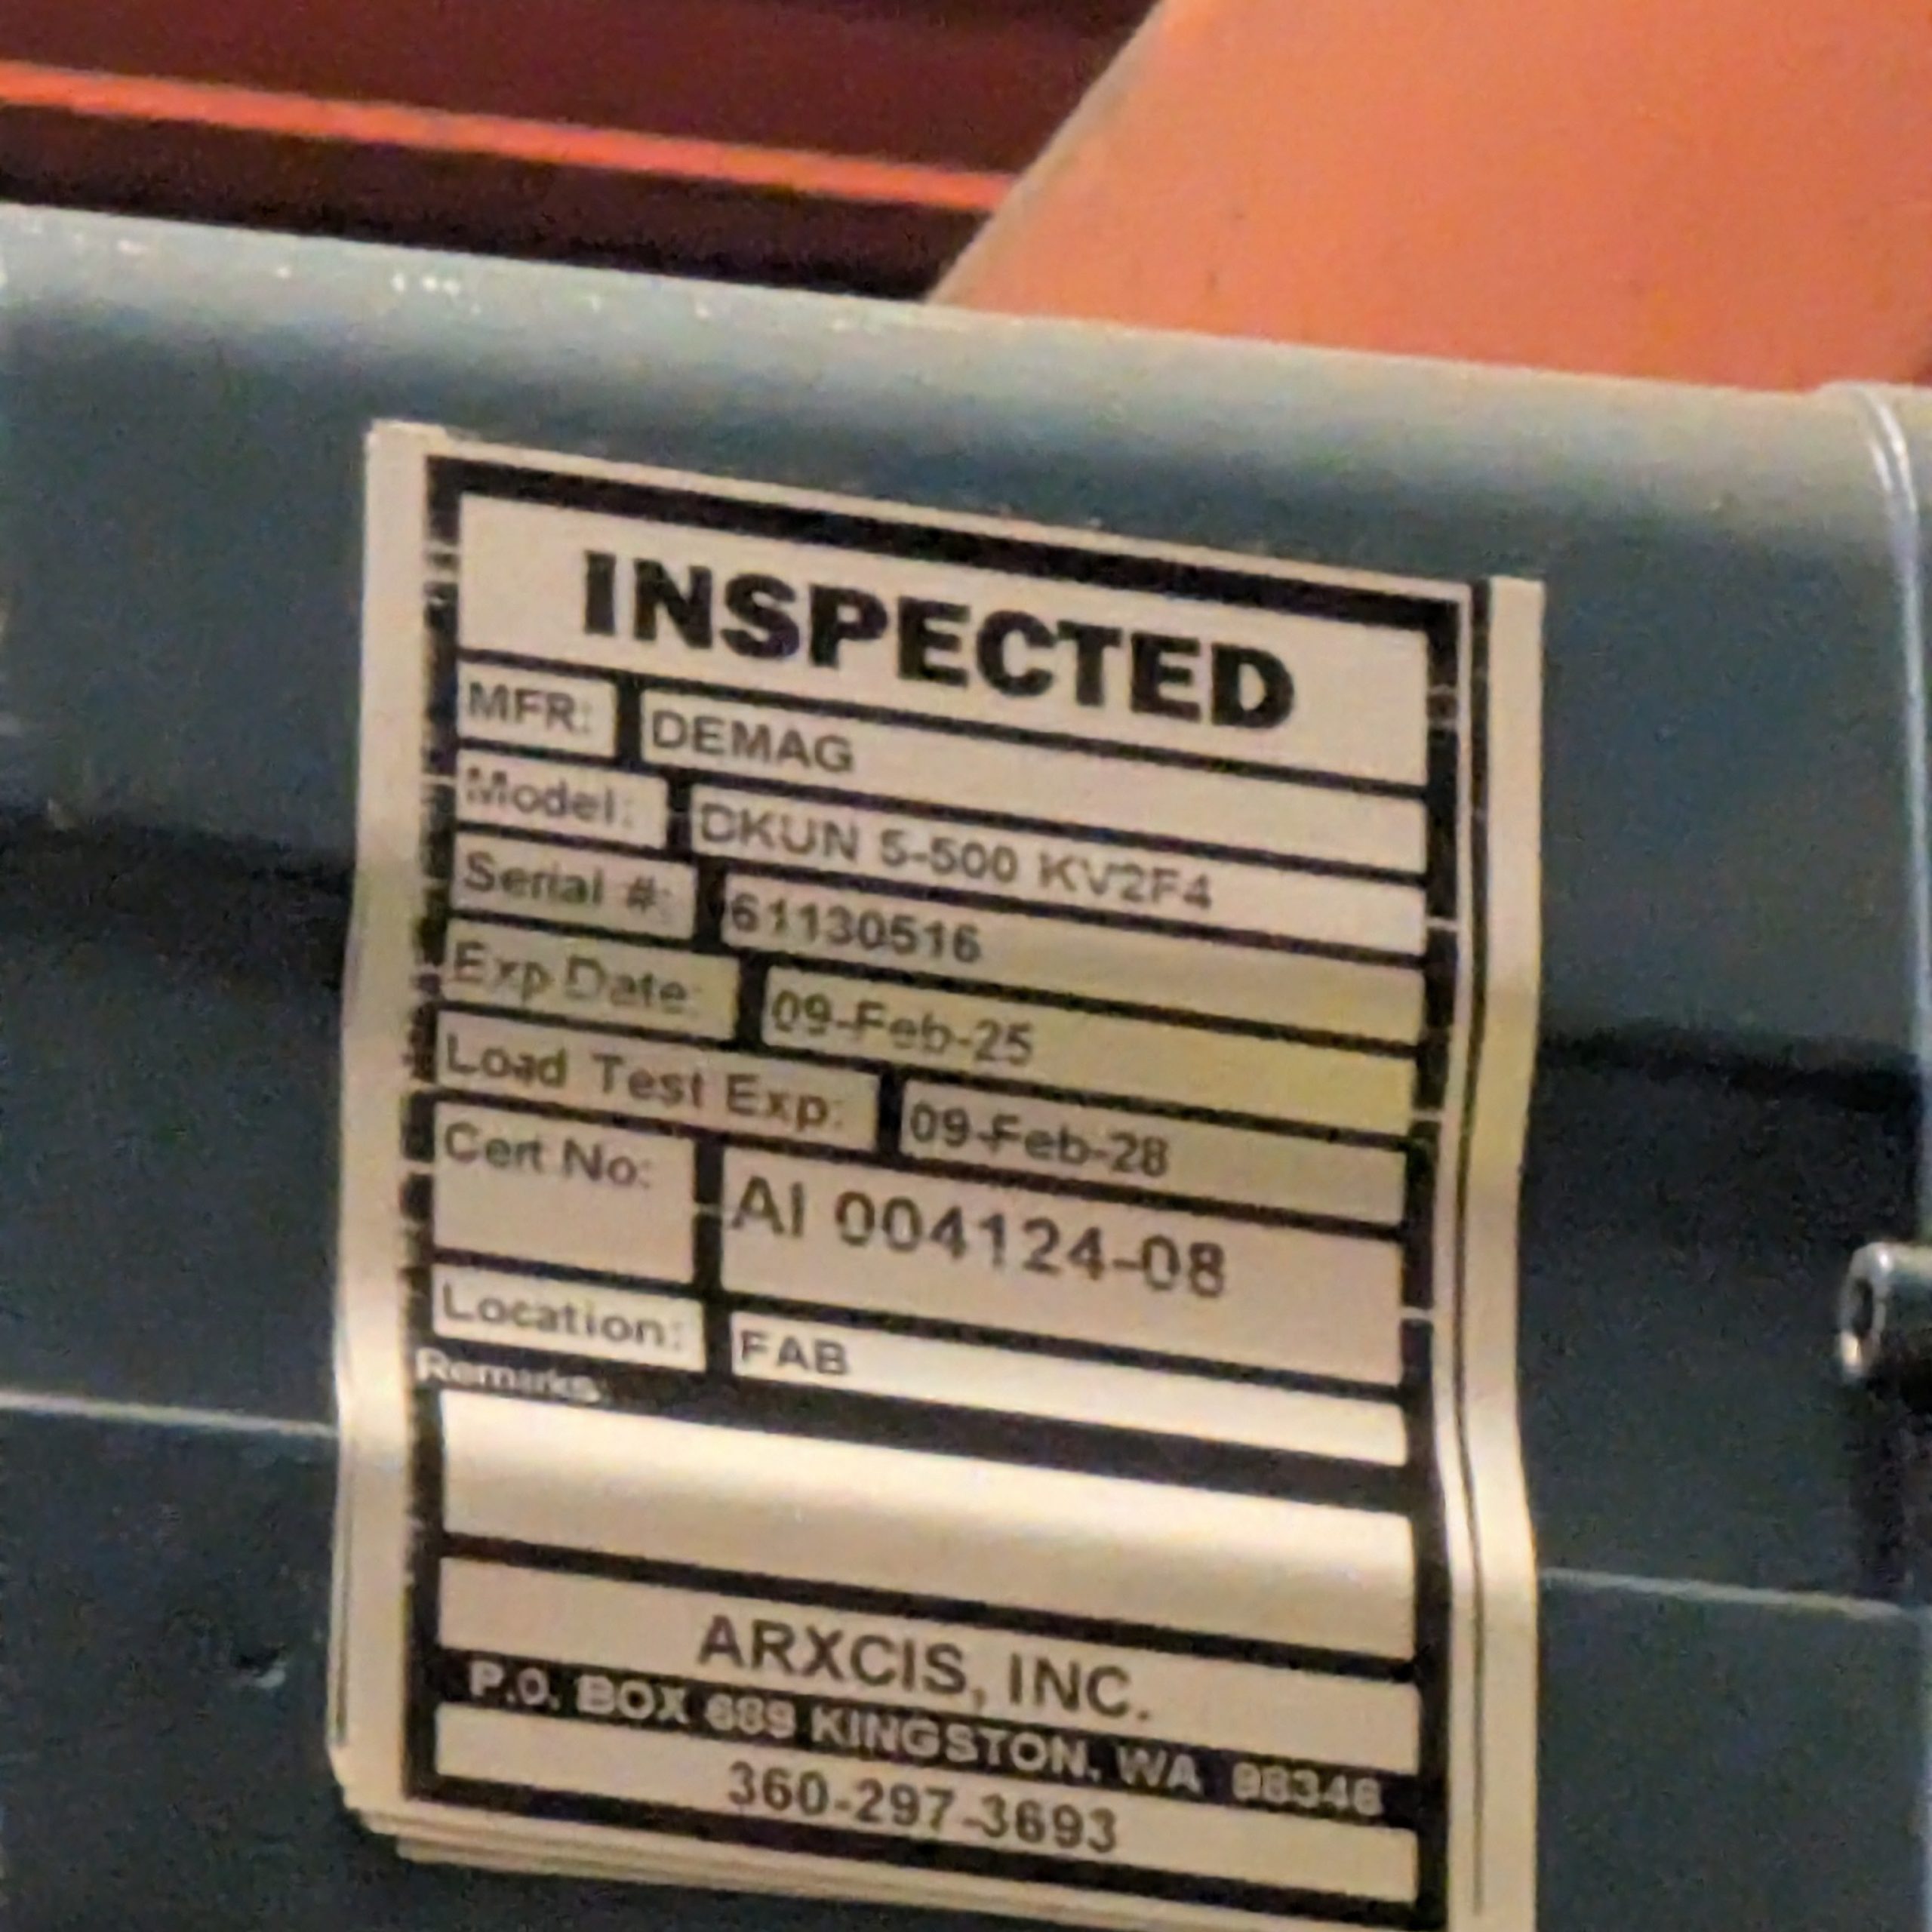 INSPECTED
MFR: DEMAG
Model: DKUN 5-500 KV2F4
Serial #: 61130516
Exp Date: 09-Feb-25
Load Test Exp: 09-Feb-28
Cert No: AI 004124-08
Location: FAB
Remarks:
ARXCIS, INC.
P.O. BOX 689 KINGSTON, WA 98346
360-297-3693